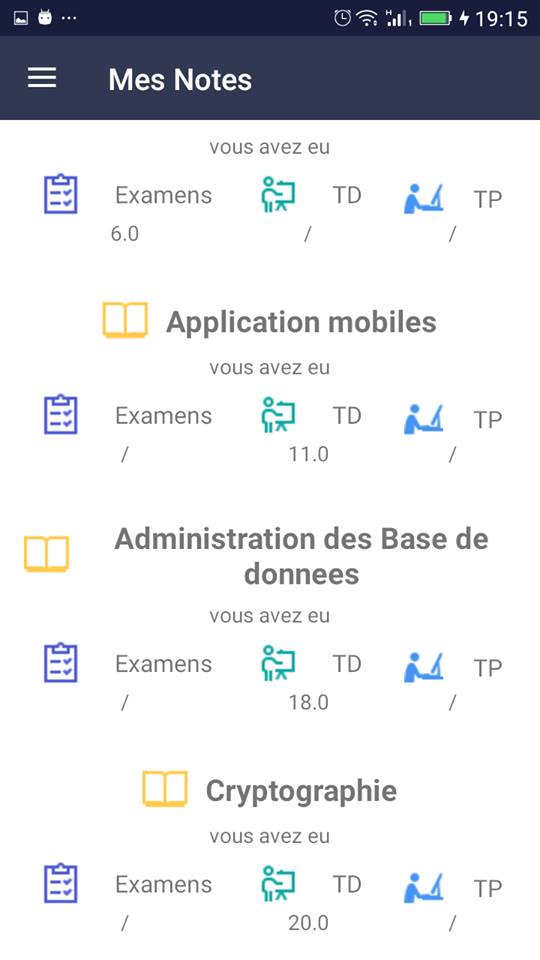 19:15
Mes Notes
vous avez eu
Examens TD TP
6.0 / /
Application mobiles
vous avez eu
Examens TD TP
/ 11.0 /
Administration des Base de
donnees
vous avez eu
Examens TD TP
/ 18.0 /
Cryptographie
vous avez eu
Examens TD TP
/ 20.0 /